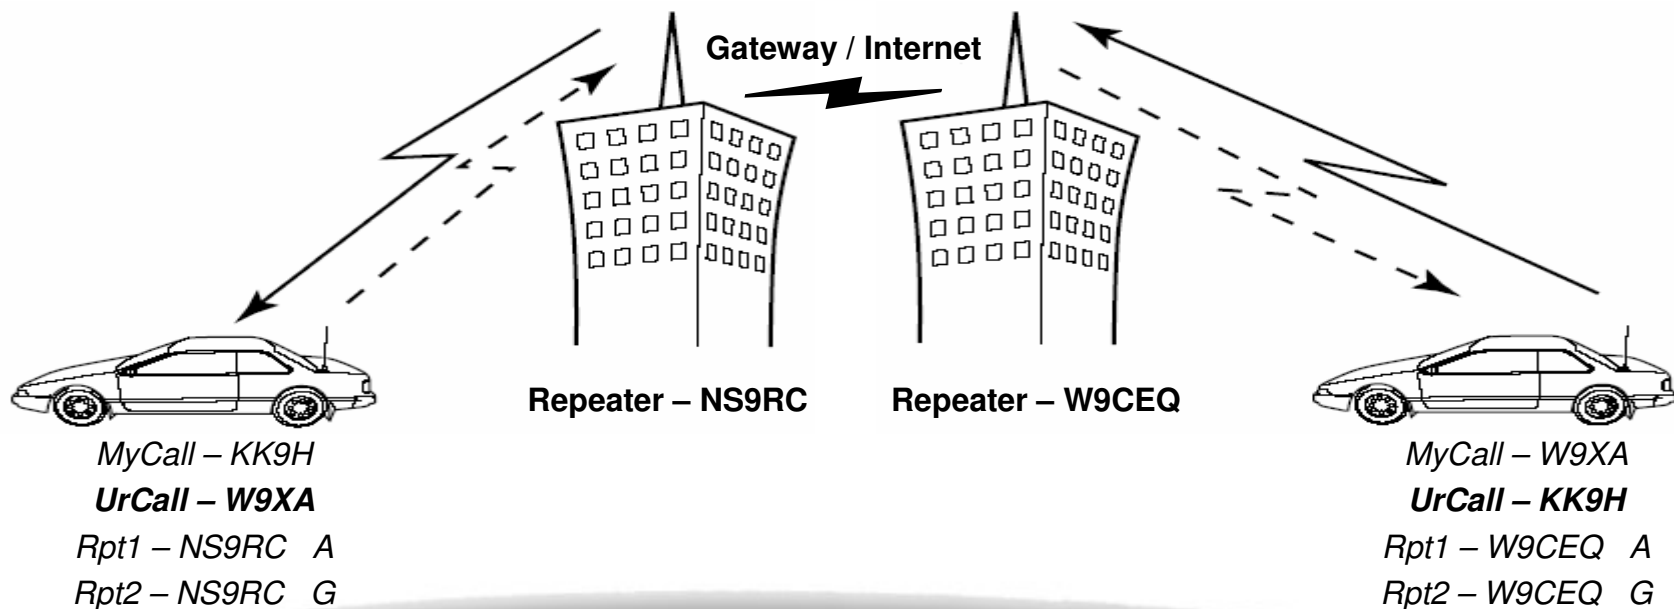 Gateway / Internet
Repeater – NS9RC
Repeater – W9CEQ
MyCall – KK9H
UrCall – W9XA
Rpt1 – NS9RC A
Rpt2 – NS9RC G
MyCall – W9XA
UrCall – KK9H
Rpt1 – W9CEQ A
Rpt2 – W9CEQ G